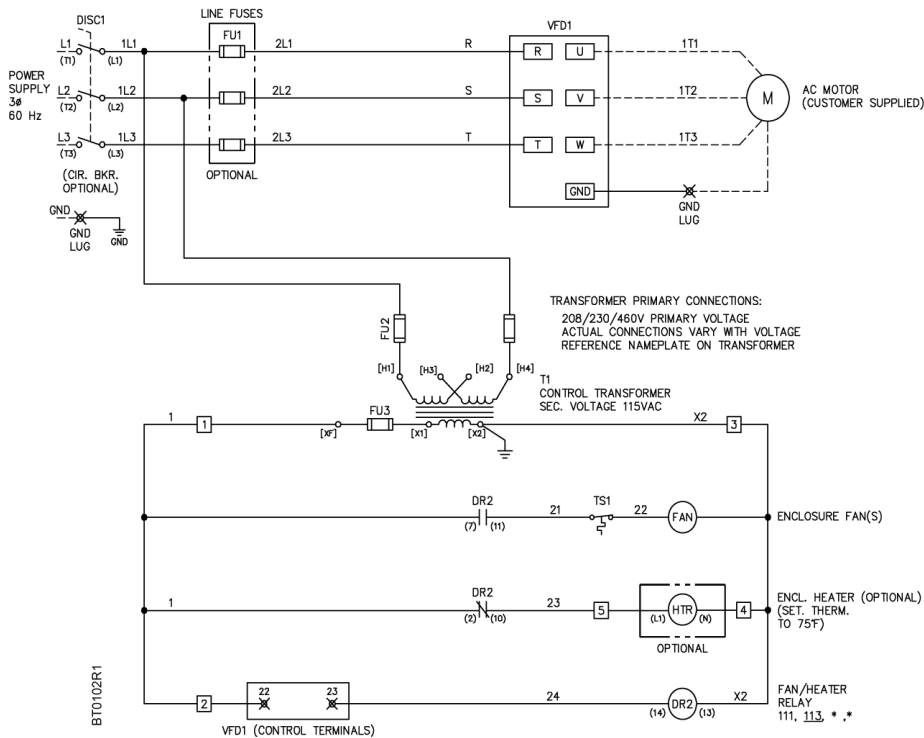 DISC1
LINE FUSES
FU1
VFD1
L1
(T1)
1L1
(L1)
2L1
R
R
U
1T1
POWER
SUPPLY
3ø
60 Hz
L2
(T2)
1L2
(L2)
2L2
S
S
V
1T2
M
AC MOTOR
(CUSTOMER SUPPLIED)
L3
(T3)
1L3
(L3)
2L3
T
T
W
1T3
(CIR. BKR.
OPTIONAL)
OPTIONAL
GND
GND
LUG
GND
GND
GND
LUG
TRANSFORMER PRIMARY CONNECTIONS:
208/230/460V PRIMARY VOLTAGE
ACTUAL CONNECTIONS VARY WITH VOLTAGE
REFERENCE NAMEPLATE ON TRANSFORMER
FU2
[H1]
[H3]
[H2]
[H4]
T1
CONTROL TRANSFORMER
SEC. VOLTAGE 115VAC
1
1
[XF]
FU3
[X1]
[X2]
X2
3
DR2
(7)
(11)
21
TS1
22
FAN
ENCLOSURE FAN(S)
1
DR2
(2)
(10)
23
5
(L1)
HTR
(N)
4
OPTIONAL
ENCL. HEATER (OPTIONAL)
(SET. THERM.
TO 75°F)
2
22
23
VFD1 (CONTROL TERMINALS)
24
(14)
DR2
(13)
X2
FAN/HEATER
RELAY
111, 113, * .*
BT0102R1